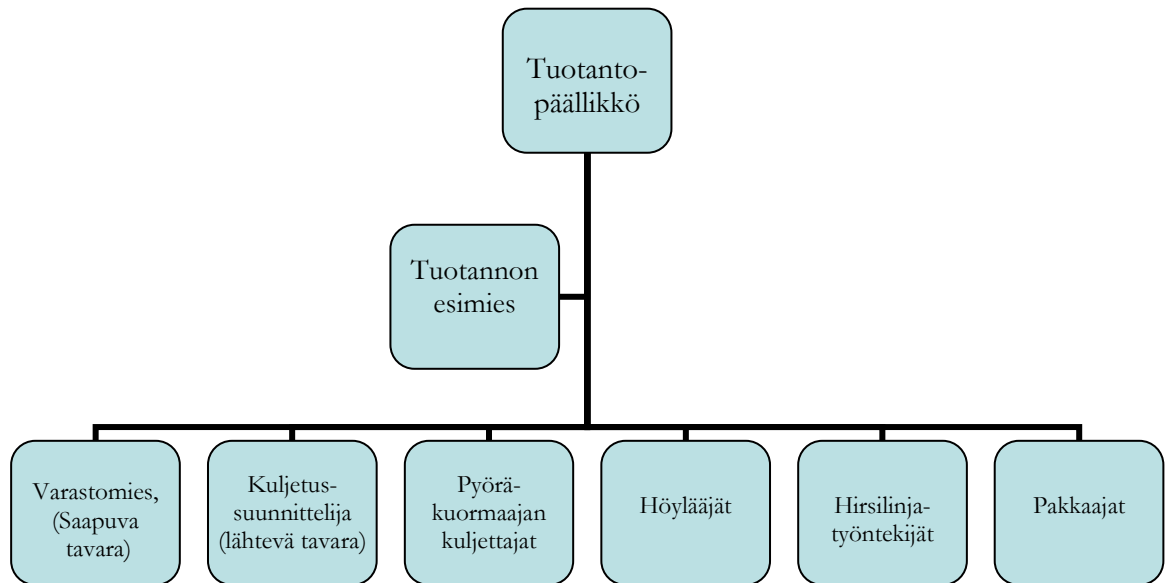 Tuotanto-
päällikkö
Tuotannon
esimies
Varastomies,
(Saapuva
tavara)
Kuljetus-
suunnittelija
(lähtevä tavara)
Pyörä-
kuormaajan
kuljettajat
Höylääjät
Hirsilinja-
työntekijät
Pakkaajat